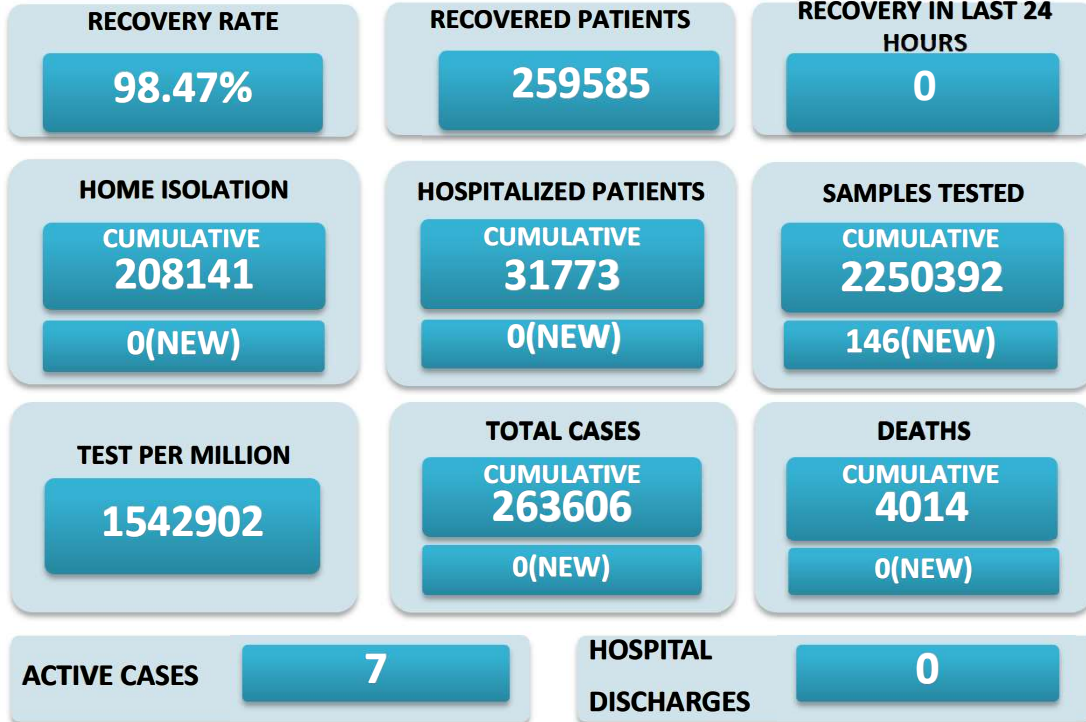 RECOVERY RATE
98.47%
RECOVERED PATIENTS
259585
RECOVERY IN LAST 24
HOURS
0
HOME ISOLATION
CUMULATIVE
208141
0(NEW)
HOSPITALIZED PATIENTS
CUMULATIVE
31773
0(NEW)
SAMPLES TESTED
CUMULATIVE
2250392
146(NEW)
TEST PER MILLION
1542902
TOTAL CASES
CUMULATIVE
263606
0(NEW)
DEATHS
CUMULATIVE
4014
0(NEW)
ACTIVE CASES
7
HOSPITAL
DISCHARGES
0